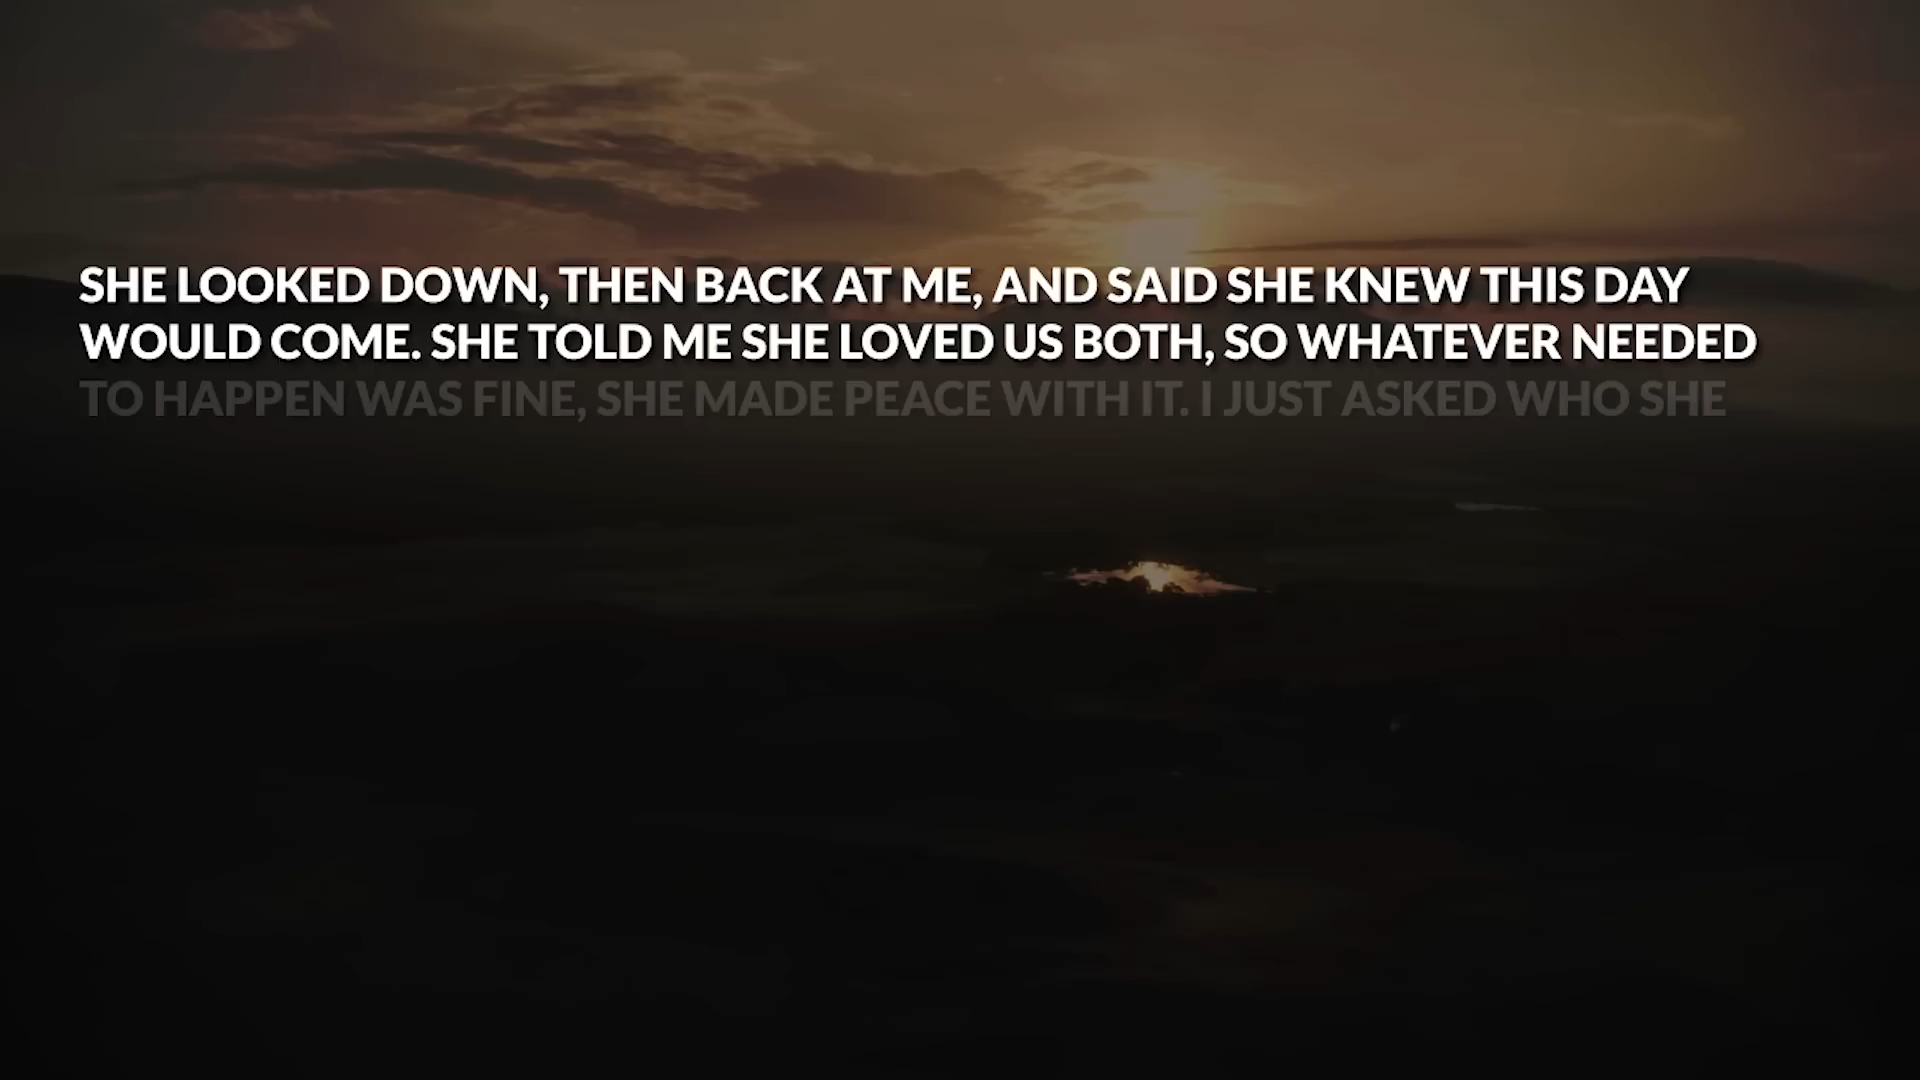 SHE LOOKED DOWN, THEN BACK AT ME, AND SAID SHE KNEW THIS DAY
WOULD COME. SHE TOLD ME SHE LOVED US BOTH, SO WHATEVER NEEDED
TO HAPPEN WAS FINE, SHE MADE PEACE WITH IT. I JUST ASKED WHO SHE